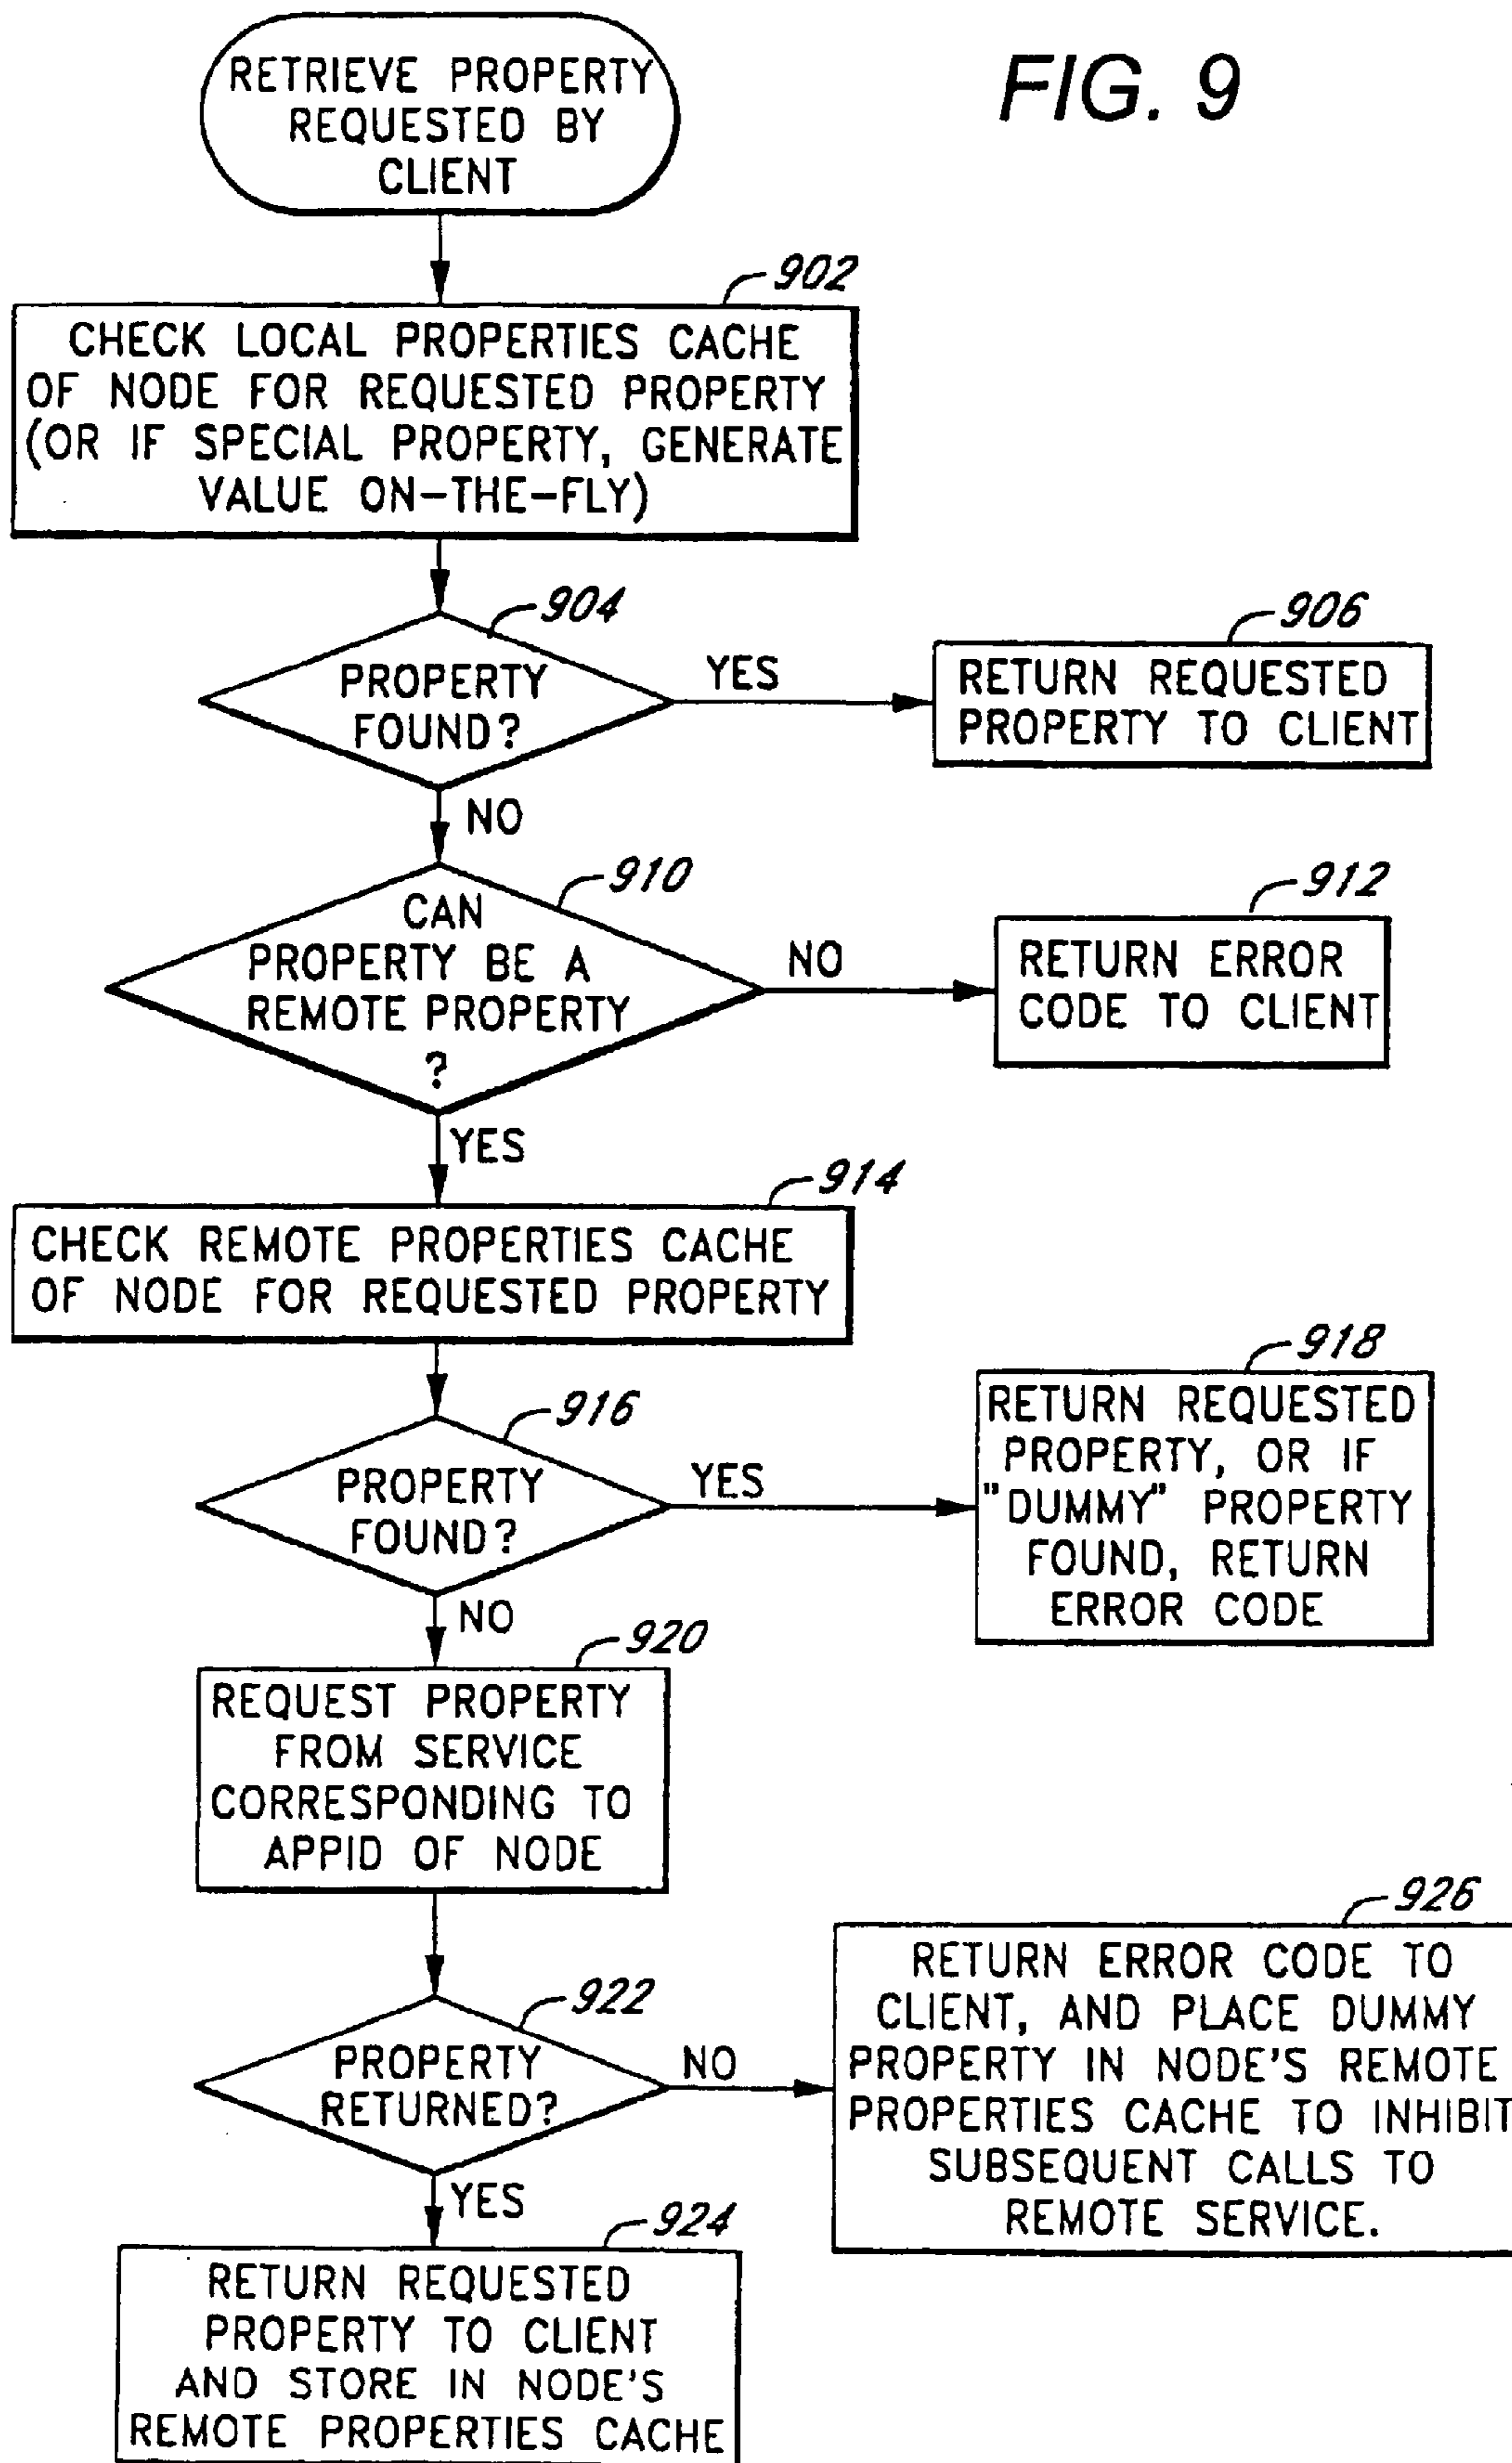 FIG. 9
RETRIEVE PROPERTY
REQUESTED BY
CLIENT
902
CHECK LOCAL PROPERTIES CACHE
OF NODE FOR REQUESTED PROPERTY
(OR IF SPECIAL PROPERTY, GENERATE
VALUE ON-THE-FLY)
904
PROPERTY
FOUND?
YES
906
RETURN REQUESTED
PROPERTY TO CLIENT
NO
910
CAN
PROPERTY BE A
REMOTE PROPERTY
?
NO
912
RETURN ERROR
CODE TO CLIENT
YES
914
CHECK REMOTE PROPERTIES CACHE
OF NODE FOR REQUESTED PROPERTY
916
PROPERTY
FOUND?
YES
918
RETURN REQUESTED
PROPERTY, OR IF
"DUMMY" PROPERTY
FOUND, RETURN
ERROR CODE
NO
920
REQUEST PROPERTY
FROM SERVICE
CORRESPONDING TO
APPID OF NODE
922
PROPERTY
RETURNED?
NO
926
RETURN ERROR CODE TO
CLIENT, AND PLACE DUMMY
PROPERTY IN NODE'S REMOTE
PROPERTIES CACHE TO INHIBIT
SUBSEQUENT CALLS TO
REMOTE SERVICE.
YES
924
RETURN REQUESTED
PROPERTY TO CLIENT
AND STORE IN NODE'S
REMOTE PROPERTIES CACHE